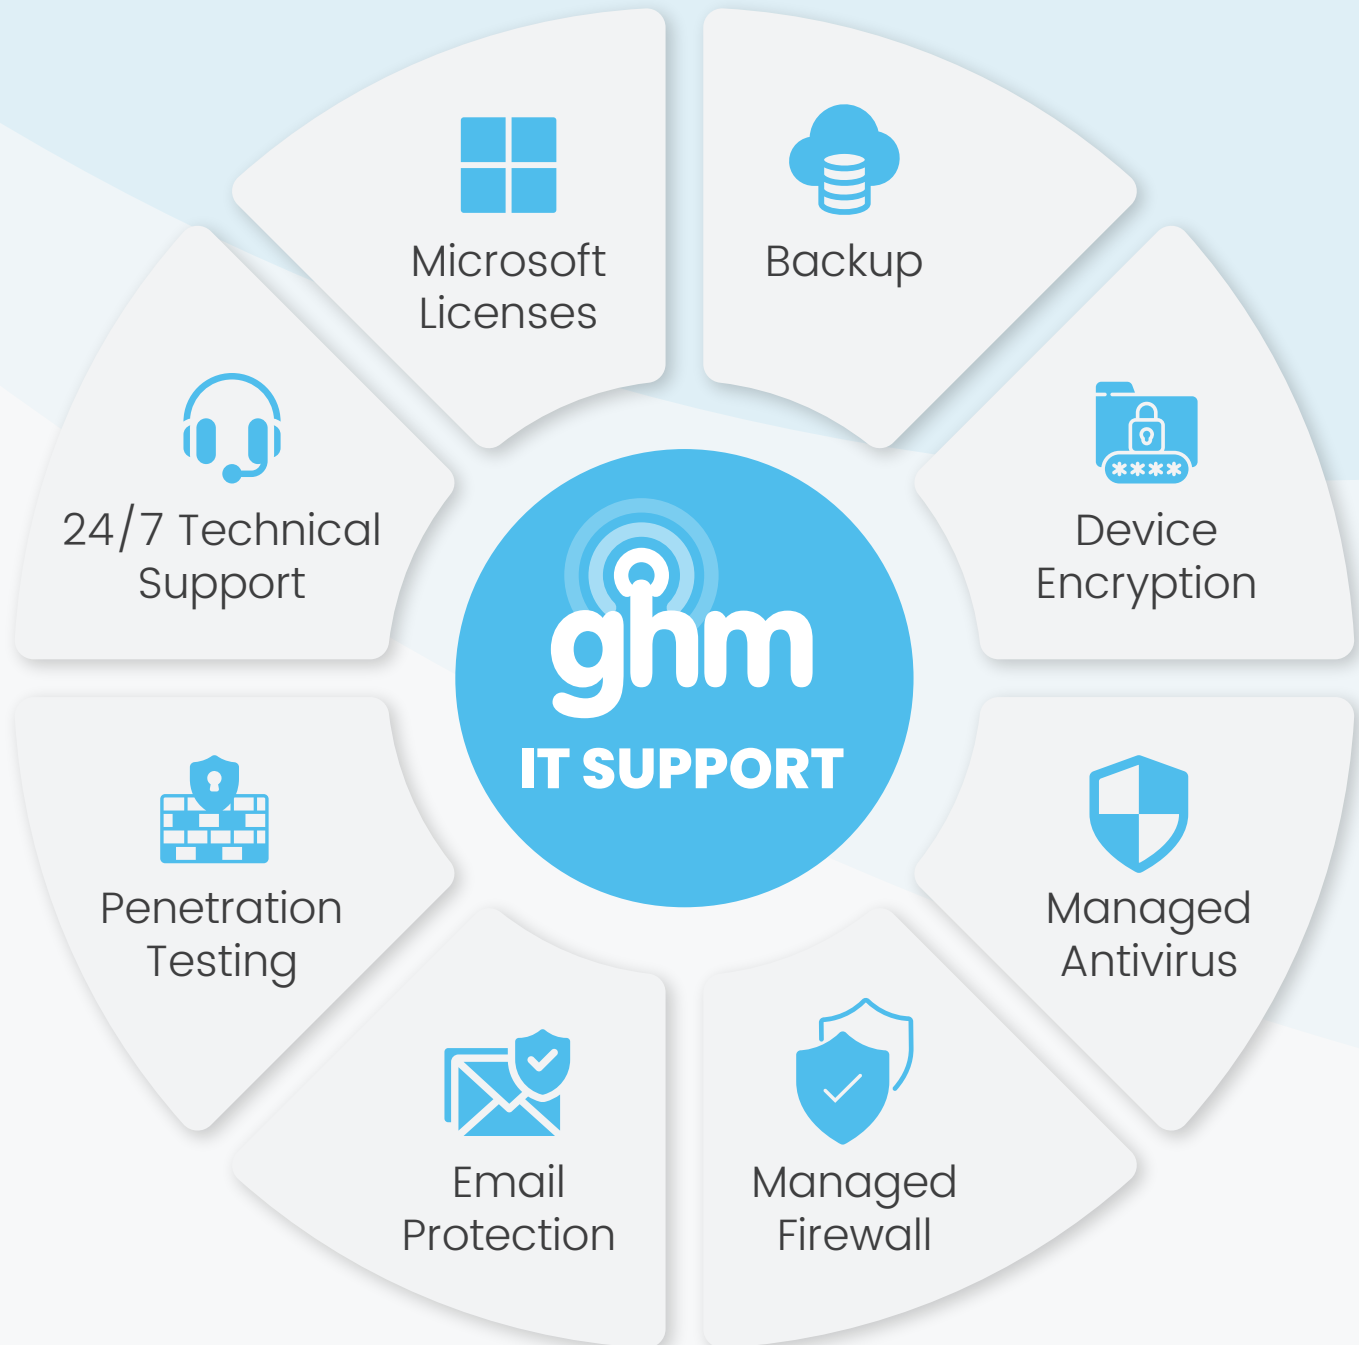 Microsoft
Licenses
Backup
24/7 Technical
Support
****
Device
Encryption
ghm
IT SUPPORT
Penetration
Testing
Managed
Antivirus
Email
Protection
Managed
Firewall